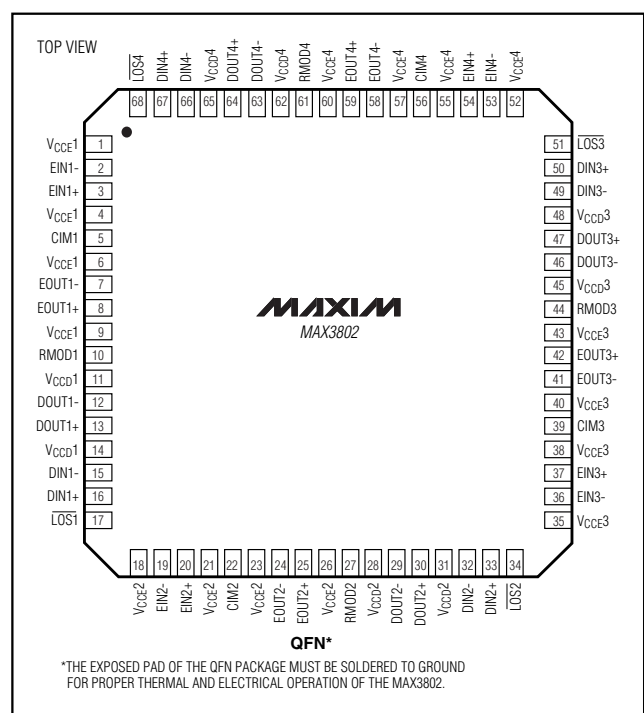 TOP VIEW
LOS4
DIN4+
DIN4-
VCCD4
DOUT4+
DOUT4-
VCCD4
RMOD4
VCCE4
EOUT4+
EOUT4-
VCCE4
CIM4
VCCE4
EIN4+
EIN4-
VCCE4
68 67 66 65 64 63 62 61 60 59 58 57 56 55 54 53 52
VCCE1 1
EIN1- 2
EIN1+ 3
VCCE1 4
CIM1 5
VCCE1 6
EOUT1- 7
EOUT1+ 8
VCCE1 9
RMOD1 10
VCCD1 11
DOUT1- 12
DOUT1+ 13
VCCD1 14
DIN1- 15
DIN1+ 16
LOS1 17
MAXIM
MAX3802
51 LOS3
50 DIN3+
49 DIN3-
48 VCCD3
47 DOUT3+
46 DOUT3-
45 VCCD3
44 RMOD3
43 VCCE3
42 EOUT3+
41 EOUT3-
40 VCCE3
39 CIM3
38 VCCE3
37 EIN3+
36 EIN3-
35 VCCE3
18 19 20 21 22 23 24 25 26 27 28 29 30 31 32 33 34
VCCE2
EIN2-
EIN2+
VCCE2
CIM2
VCCE2
EOUT2-
EOUT2+
VCCE2
RMOD2
VCCD2
DOUT2-
DOUT2+
VCCD2
DIN2-
DIN2+
LOS2
QFN*
*THE EXPOSED PAD OF THE QFN PACKAGE MUST BE SOLDERED TO GROUND
FOR PROPER THERMAL AND ELECTRICAL OPERATION OF THE MAX3802.